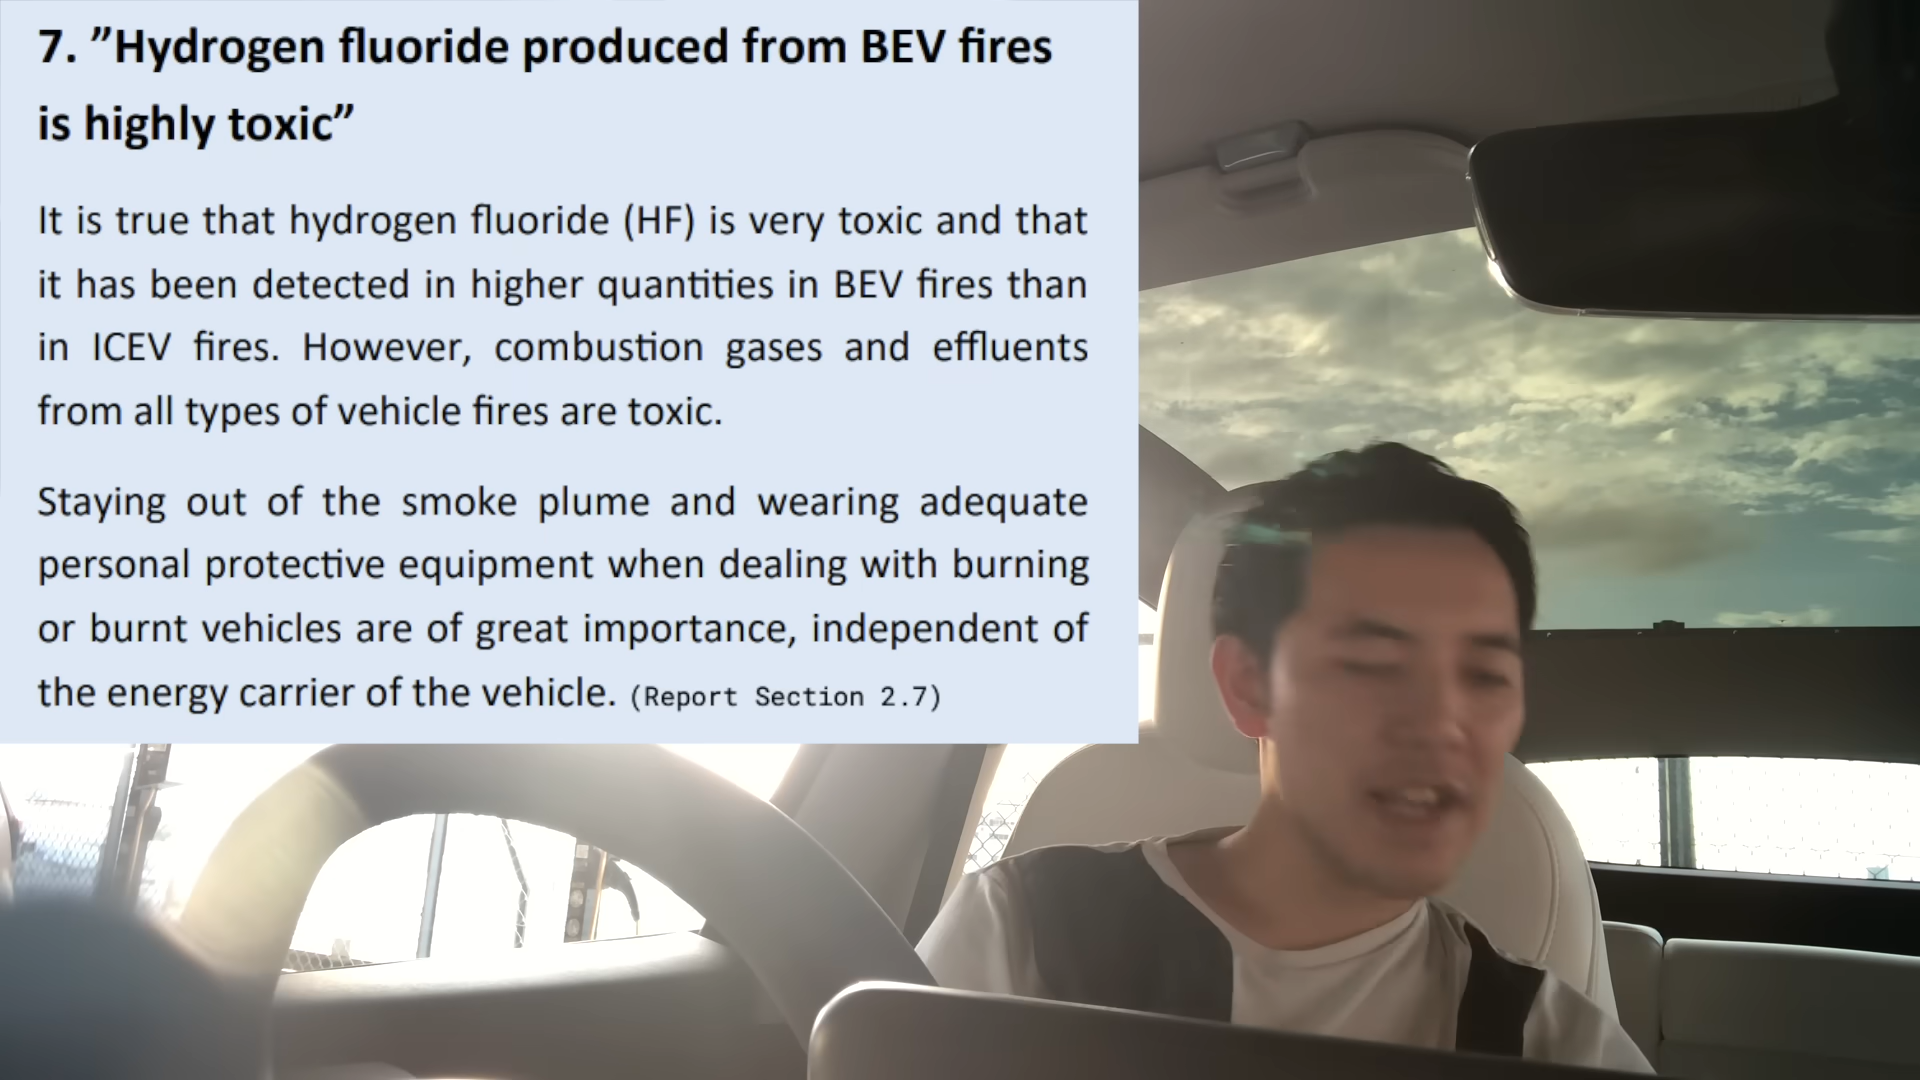 7. ”Hydrogen fluoride produced from BEV fires
is highly toxic”
It is true that hydrogen fluoride (HF) is very toxic and that
it has been detected in higher quantities in BEV fires than
in ICEV fires. However, combustion gases and effluents
from all types of vehicle fires are toxic.
Staying out of the smoke plume and wearing adequate
personal protective equipment when dealing with burning
or burnt vehicles are of great importance, independent of
the energy carrier of the vehicle. (Report Section 2.7)